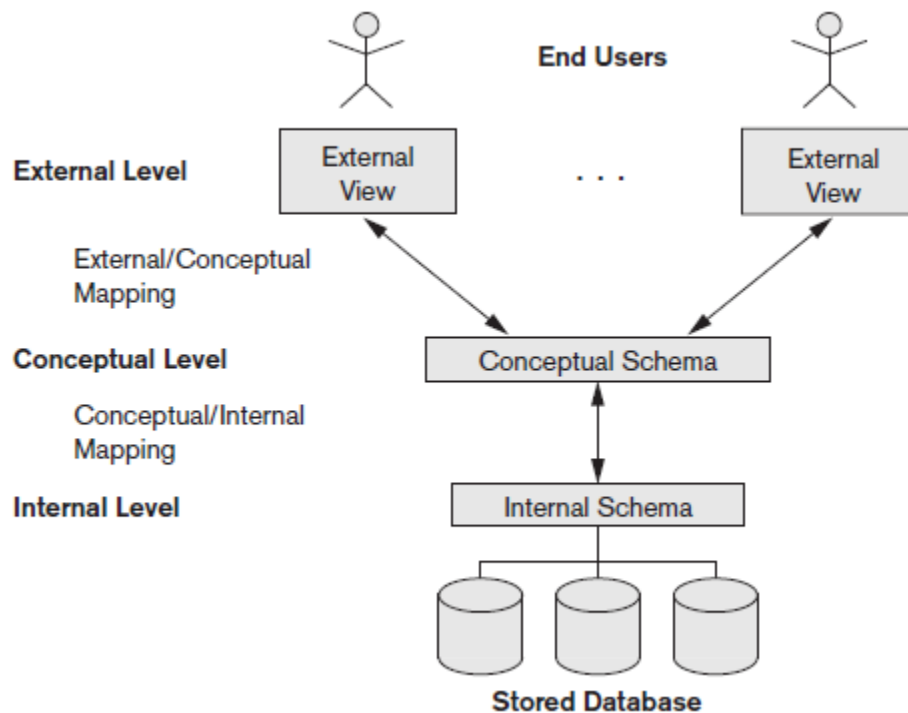 End Users
External Level
External
View
. . .
External
View
External/Conceptual
Mapping
Conceptual Level
Conceptual Schema
Conceptual/Internal
Mapping
Internal Level
Internal Schema
Stored Database